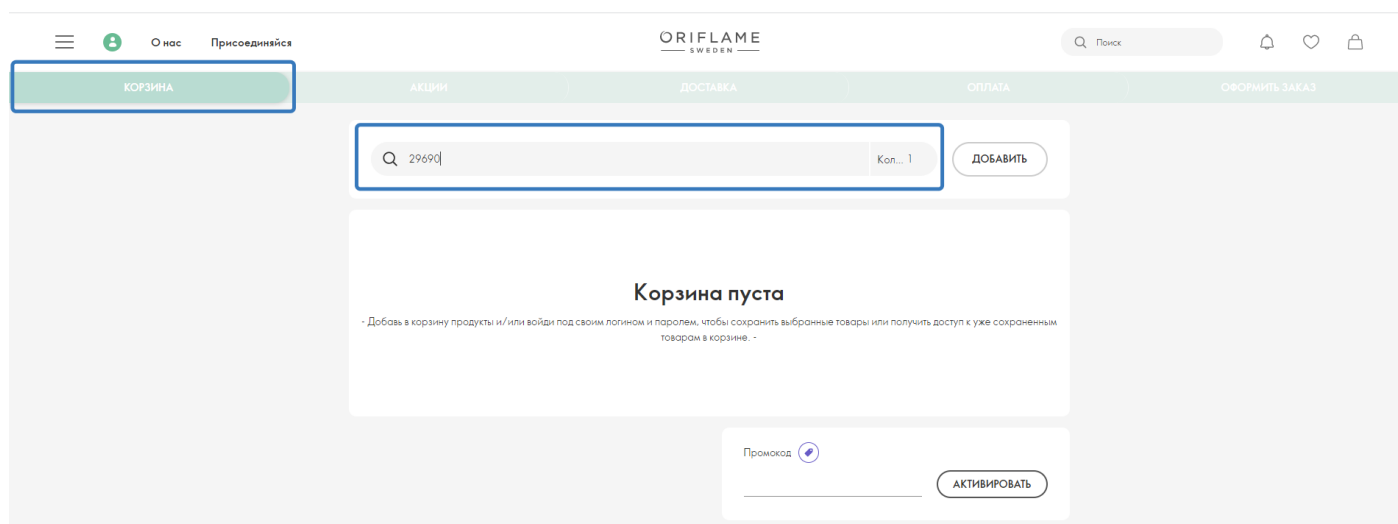 О нас
Присоединяйся
ORIFLAME
SWEDEN
Поиск
КОРЗИНА
АКЦИИ
ДОСТАВКА
ОПЛАТА
ОФОРМИТЬ ЗАКАЗ
29690
Кол... 1
ДОБАВИТЬ
Корзина пуста
- Добавь в корзину продукты и/или войди под своим логином и паролем, чтобы сохранить выбранные товары или получить доступ к уже сохраненным
товарам в корзине. -
Промокод
АКТИВИРОВАТЬ